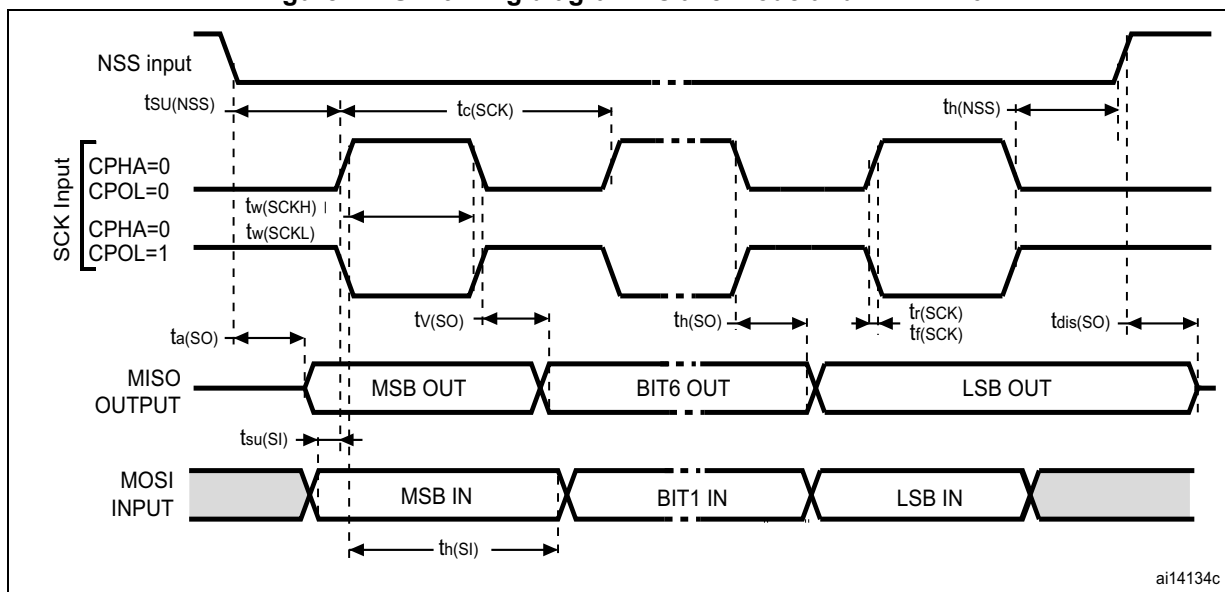 NSS input
tSU(NSS)
tc(SCK)
th(NSS)
SCK Input
CPHA=0
CPOL=0
tw(SCKH)
CPHA=0
tw(SCKL)
CPOL=1
tV(SO)
th(SO)
tr(SCK)
tf(SCK)
tdis(SO)
ta(SO)
MISO
OUTPUT
MSB OUT
BIT6 OUT
LSB OUT
tsu(SI)
MOSI
INPUT
MSB IN
BIT1 IN
LSB IN
th(SI)
ai14134c